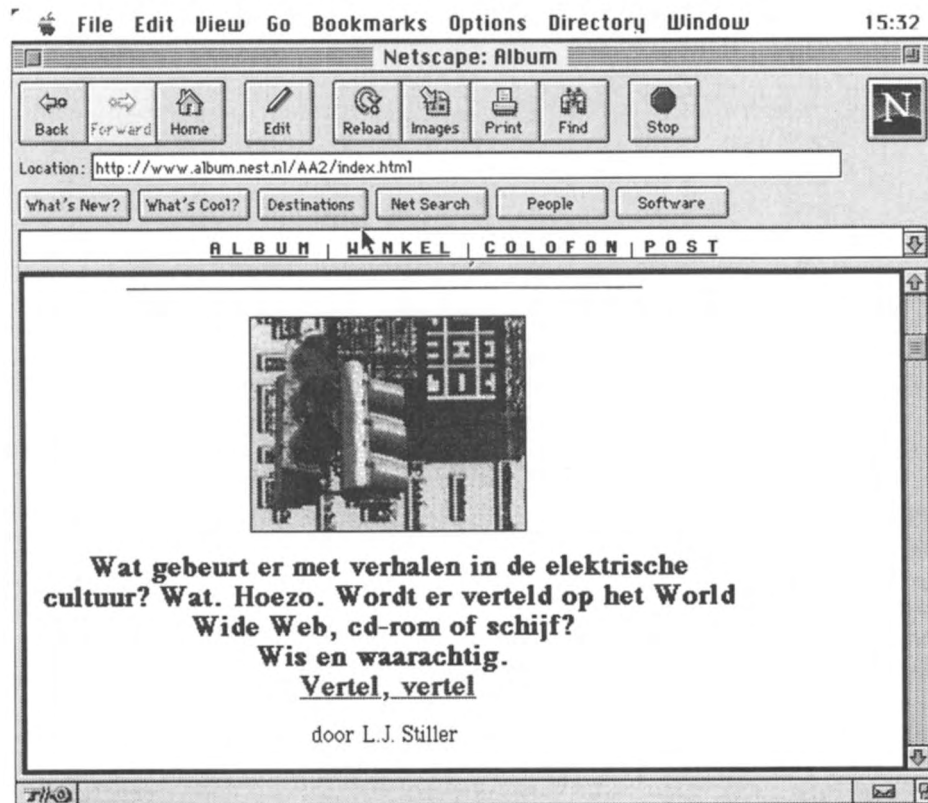 File Edit View Go Bookmarks Options Directory Window 15:32
Netscape: Album
Back Forward Home Edit Reload Images Print Find Stop N
Location: http://www.album.nest.nl/AA2/index.html
What's New? What's Cool? Destinations Net Search People Software
ALBUM | WINKEL | COLOFON | POST
Wat gebeurt er met verhalen in de elektrische
cultuur? Wat. Hoezo. Wordt er verteld op het World
Wide Web, cd-rom of schijf?
Wis en waarachtig.
Vertel, vertel
door L.J. Stiller